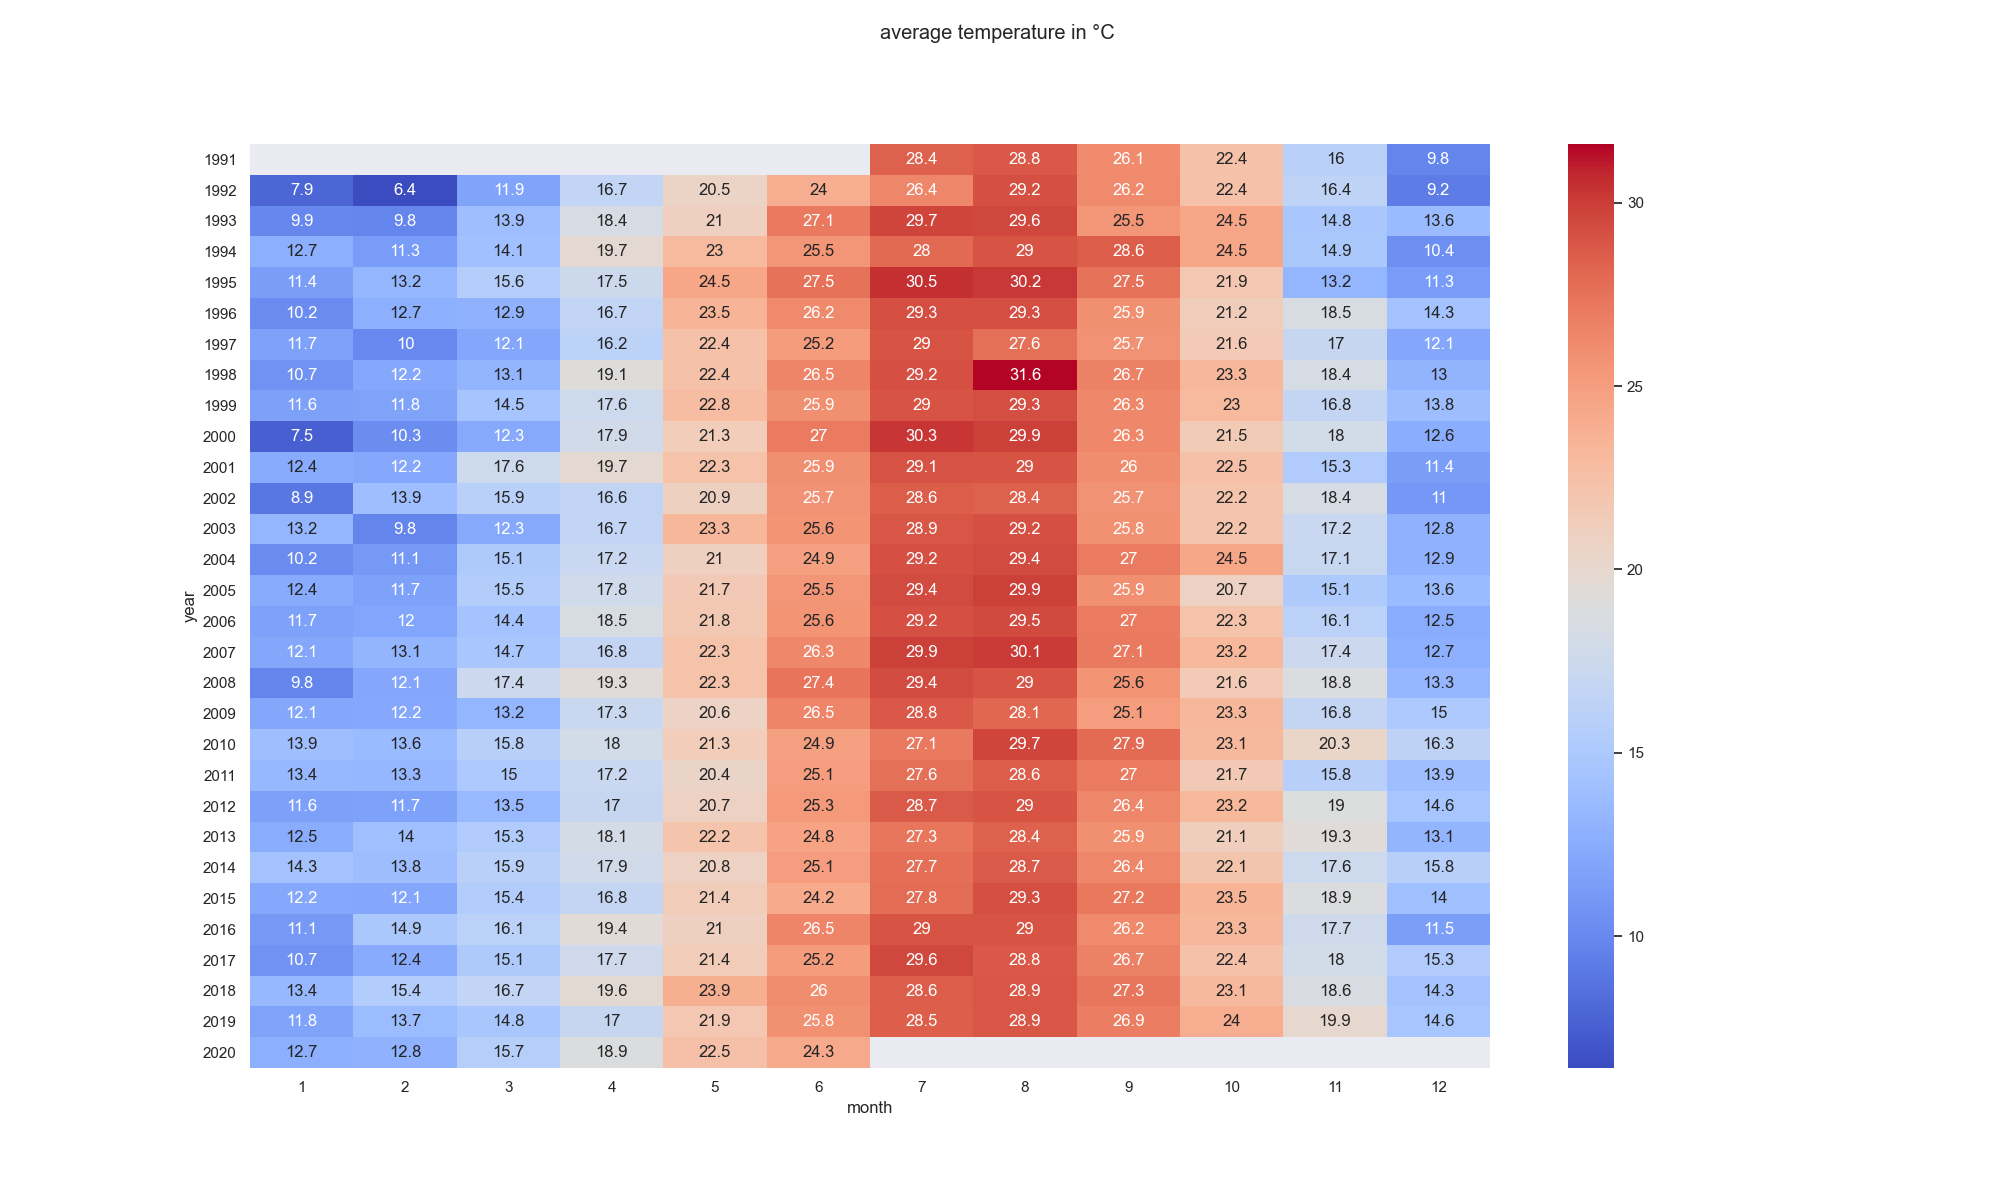 average temperature in °C
1991 28.4 28.8 26.1 22.4 16 9.8
1992 7.9 6.4 11.9 16.7 20.5 24 26.4 29.2 26.2 22.4 16.4 9.2
1993 9.9 9.8 13.9 18.4 21 27.1 29.7 29.6 25.5 24.5 14.8 13.6
1994 12.7 11.3 14.1 19.7 23 25.5 28 29 28.6 24.5 14.9 10.4
1995 11.4 13.2 15.6 17.5 24.5 27.5 30.5 30.2 27.5 21.9 13.2 11.3
1996 10.2 12.7 12.9 16.7 23.5 26.2 29.3 29.3 25.9 21.2 18.5 14.3
1997 11.7 10 12.1 16.2 22.4 25.2 29 27.6 25.7 21.6 17 12.1
1998 10.7 12.2 13.1 19.1 22.4 26.5 29.2 31.6 26.7 23.3 18.4 13
1999 11.6 11.8 14.5 17.6 22.8 25.9 29 29.3 26.3 23 16.8 13.8
2000 7.5 10.3 12.3 17.9 21.3 27 30.3 29.9 26.3 21.5 18 12.6
2001 12.4 12.2 17.6 19.7 22.3 25.9 29.1 29 26 22.5 15.3 11.4
2002 8.9 13.9 15.9 16.6 20.9 25.7 28.6 28.4 25.7 22.2 18.4 11
2003 13.2 9.8 12.3 16.7 23.3 25.6 28.9 29.2 25.8 22.2 17.2 12.8
2004 10.2 11.1 15.1 17.2 21 24.9 29.2 29.4 27 24.5 17.1 12.9
2005 12.4 11.7 15.5 17.8 21.7 25.5 29.4 29.9 25.9 20.7 15.1 13.6
2006 11.7 12 14.4 18.5 21.8 25.6 29.2 29.5 27 22.3 16.1 12.5
2007 12.1 13.1 14.7 16.8 22.3 26.3 29.9 30.1 27.1 23.2 17.4 12.7
2008 9.8 12.1 17.4 19.3 22.3 27.4 29.4 29 25.6 21.6 18.8 13.3
2009 12.1 12.2 13.2 17.3 20.6 26.5 28.8 28.1 25.1 23.3 16.8 15
2010 13.9 13.6 15.8 18 21.3 24.9 27.1 29.7 27.9 23.1 20.3 16.3
2011 13.4 13.3 15 17.2 20.4 25.1 27.6 28.6 27 21.7 15.8 13.9
2012 11.6 11.7 13.5 17 20.7 25.3 28.7 29 26.4 23.2 19 14.6
2013 12.5 14 15.3 18.1 22.2 24.8 27.3 28.4 25.9 21.1 19.3 13.1
2014 14.3 13.8 15.9 17.9 20.8 25.1 27.7 28.7 26.4 22.1 17.6 15.8
2015 12.2 12.1 15.4 16.8 21.4 24.2 27.8 29.3 27.2 23.5 18.9 14
2016 11.1 14.9 16.1 19.4 21 26.5 29 29 26.2 23.3 17.7 11.5
2017 10.7 12.4 15.1 17.7 21.4 25.2 29.6 28.8 26.7 22.4 18 15.3
2018 13.4 15.4 16.7 19.6 23.9 26 28.6 28.9 27.3 23.1 18.6 14.3
2019 11.8 13.7 14.8 17 21.9 25.8 28.5 28.9 26.9 24 19.9 14.6
2020 12.7 12.8 15.7 18.9 22.5 24.3
1 2 3 4 5 6 7 8 9 10 11 12
month
year
30
25
20
15
10